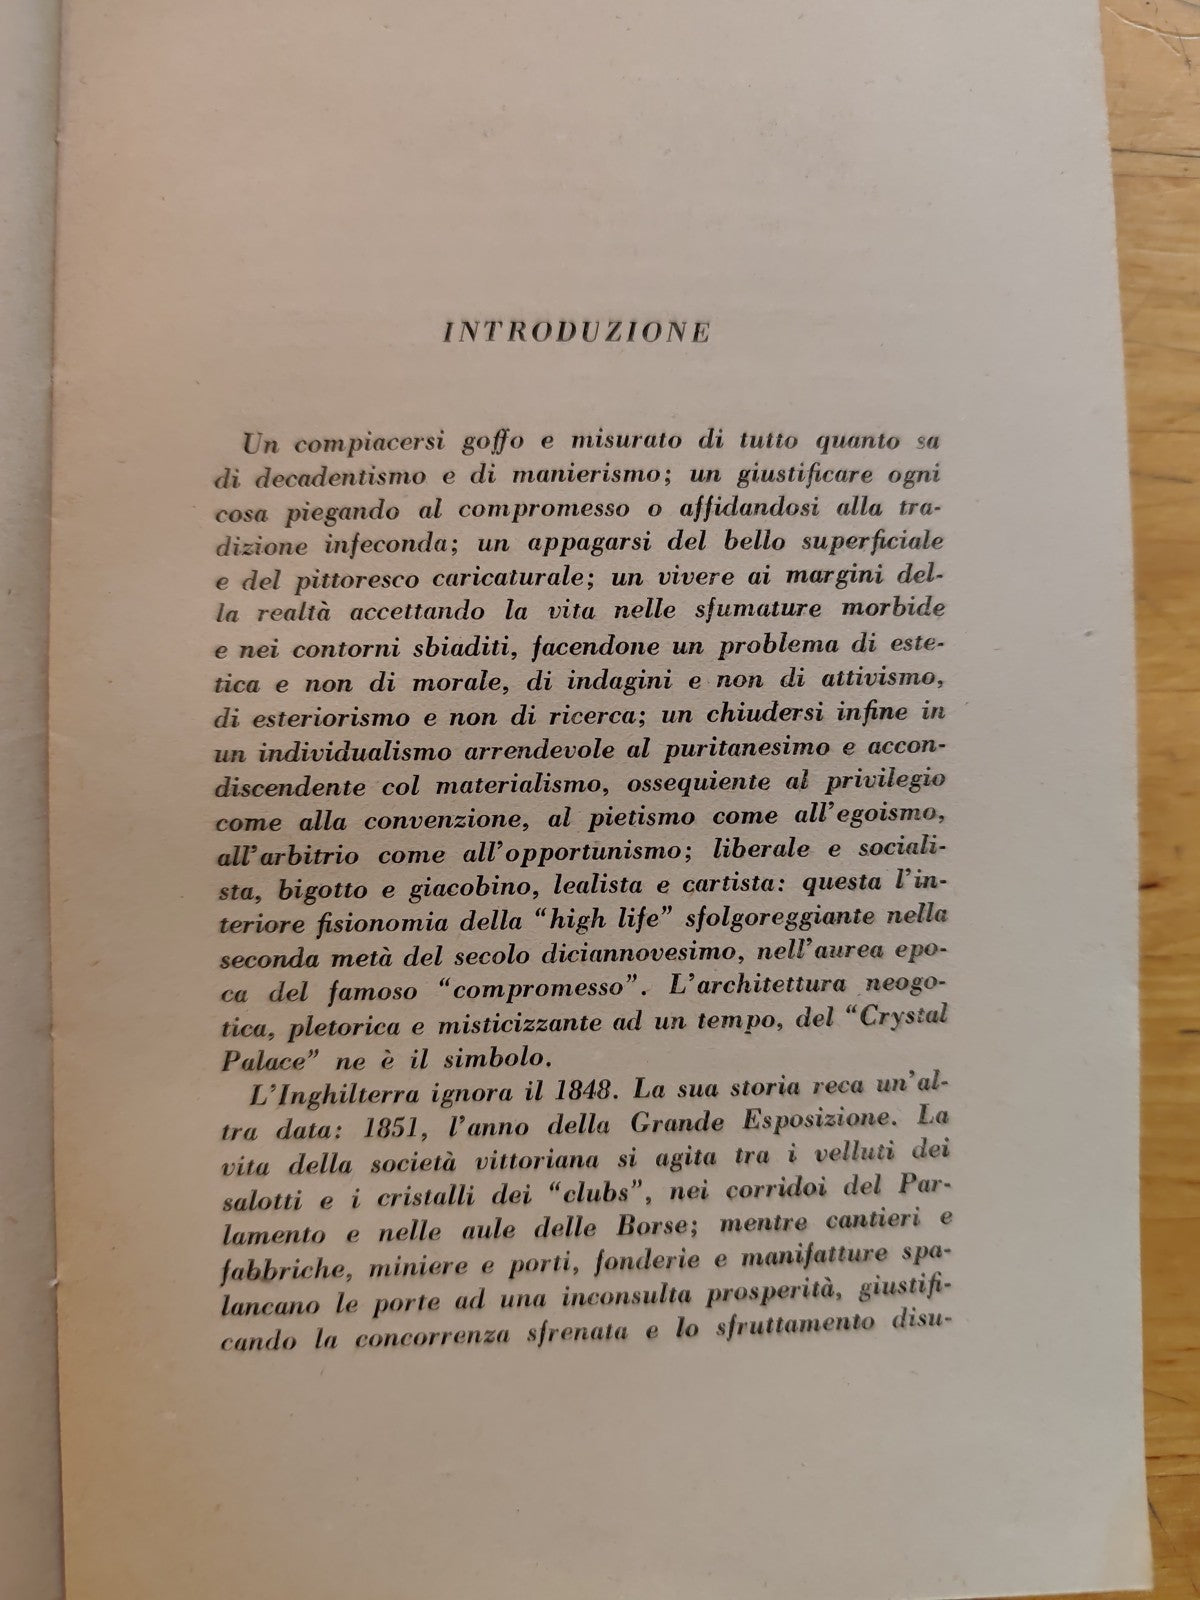 INTRODUZIONE
Un compiacersi goffo e misurato di tutto quanto sa
di decadentismo e di manierismo; un giustificare ogni
cosa piegando al compromesso o affidandosi alla tra-
dizione infeconda; un appagarsi del bello superficiale
e del pittoresco caricaturale; un vivere ai margini del-
la realtà accettando la vita nelle sfumature morbide
e nei contorni sbiaditi, facendone un problema di este-
tica e non di morale, di indagini e non di attivismo,
di esteriorismo e non di ricerca; un chiudersi infine in
un individualismo arrendevole al puritanesimo e accon-
discendente col materialismo, ossequiente al privilegio
come alla convenzione, al pietismo come all'egoismo,
all'arbitrio come all'opportunismo; liberale e sociali-
sta, bigotto e giacobino, lealista e cartista: questa l'in-
teriore fisionomia della "high life" sfolgoreggiante nella
seconda metà del secolo diciannovesimo, nell'aurea epo-
ca del famoso "compromesso". L'architettura neogo-
tica, pletorica e misticizzante ad un tempo, del "Crystal
Palace" ne è il simbolo.
L'Inghilterra ignora il 1848. La sua storia reca un'al-
tra data: 1851, l'anno della Grande Esposizione. La
vita della società vittoriana si agita tra i velluti dei
salotti e i cristalli dei "clubs", nei corridoi del Par-
lamento e nelle aule delle Borse; mentre cantieri e
fabbriche, miniere e porti, fonderie e manifatture spa-
lancano le porte ad una inconsulta prosperità, giustifi-
cando la concorrenza sfrenata e lo sfruttamento disu-